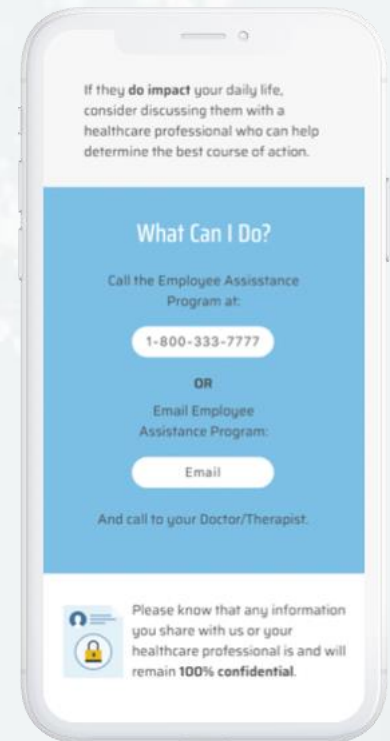 If they do impact your daily life,
consider discussing them with a
healthcare professional who can help
determine the best course of action.
What Can I Do?
Call the Employee Assisstance
Program at:
1-800-333-7777
OR
Email Employee
Assistance Program:
Email
And call to your Doctor/Therapist.
Please know that any information
you share with us or your
healthcare professional is and will
remain 100% confidential.